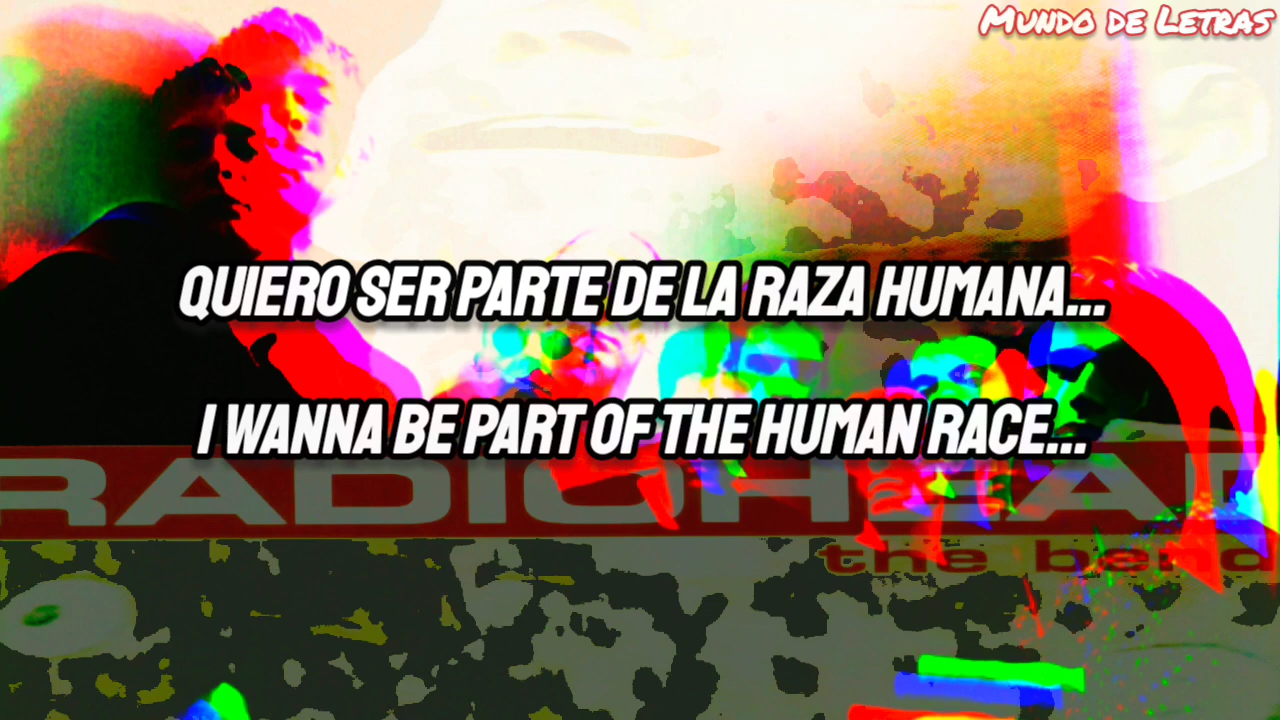 Mundo de Letras
QUIERO SER PARTE DE LA RAZA HUMANA...
I WANNA BE PART OF THE HUMAN RACE...
RADIOHEAD
the bend